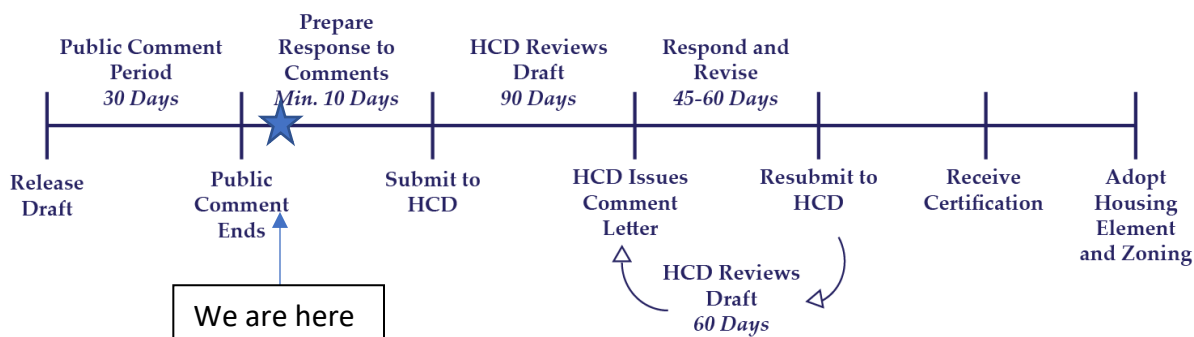 Public Comment
Period
30 Days
Prepare
Response to
Comments
Min. 10 Days
HCD Reviews
Draft
90 Days
Respond and
Revise
45-60 Days
Release
Draft
Public
Comment
Ends
Submit to
HCD
HCD Issues
Comment
Letter
Resubmit to
HCD
Receive
Certification
Adopt
Housing
Element
and Zoning
HCD Reviews
Draft
60 Days
We are here